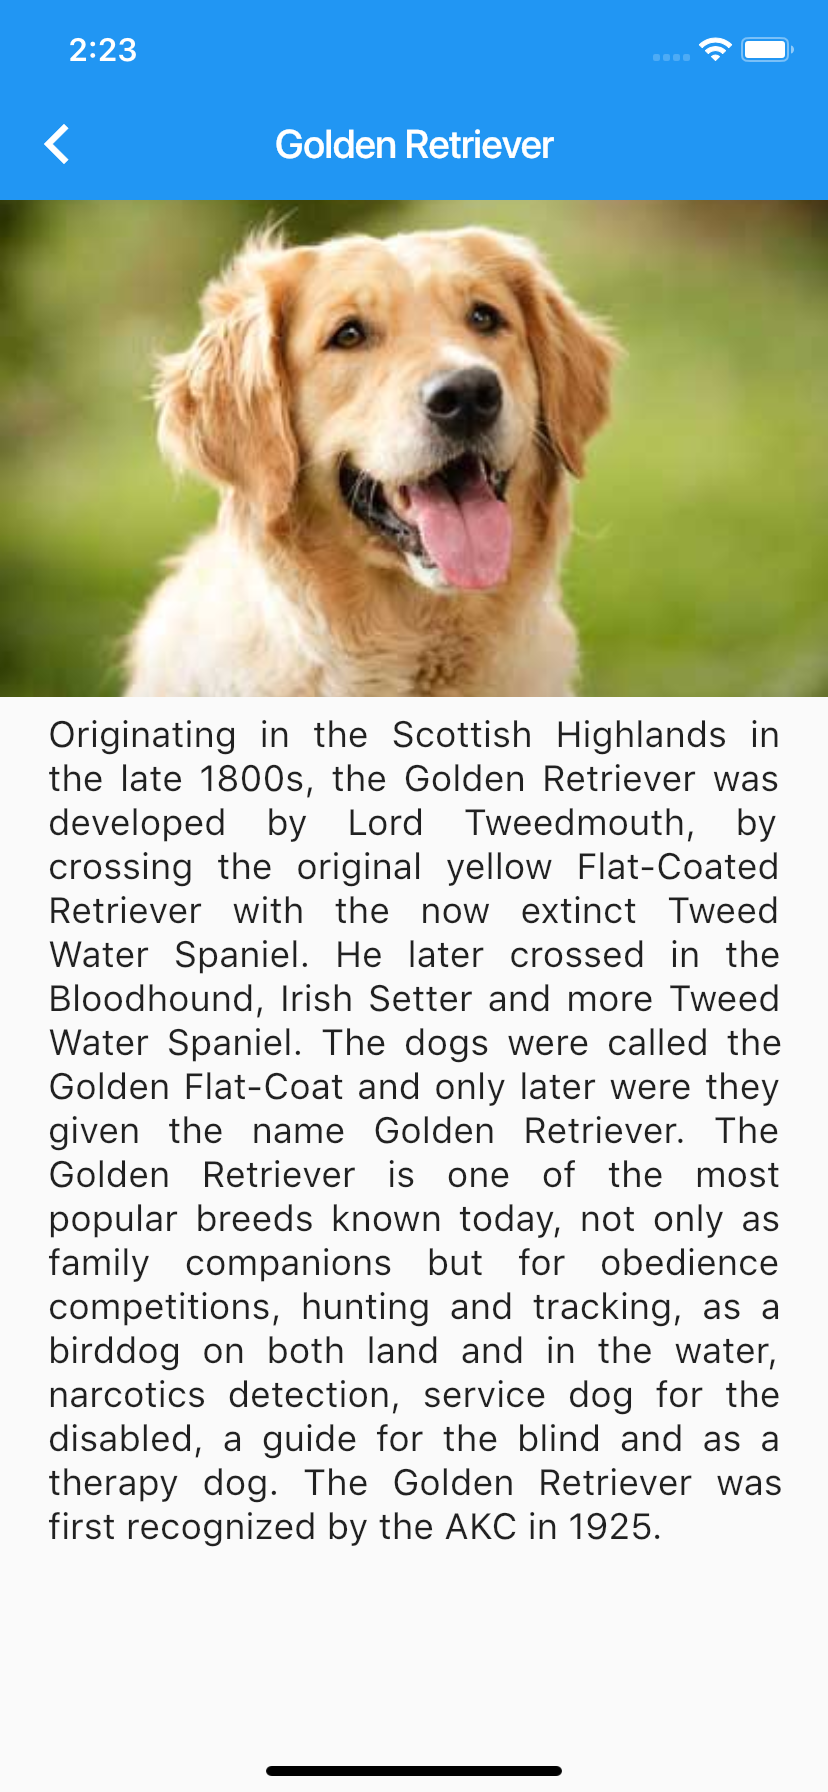 2:23
Golden Retriever
Originating in the Scottish Highlands in
the late 1800s, the Golden Retriever was
developed by Lord Tweedmouth, by
crossing the original yellow Flat-Coated
Retriever with the now extinct Tweed
Water Spaniel. He later crossed in the
Bloodhound, Irish Setter and more Tweed
Water Spaniel. The dogs were called the
Golden Flat-Coat and only later were they
given the name Golden Retriever. The
Golden Retriever is one of the most
popular breeds known today, not only as
family companions but for obedience
competitions, hunting and tracking, as a
birddog on both land and in the water,
narcotics detection, service dog for the
disabled, a guide for the blind and as a
therapy dog. The Golden Retriever was
first recognized by the AKC in 1925.